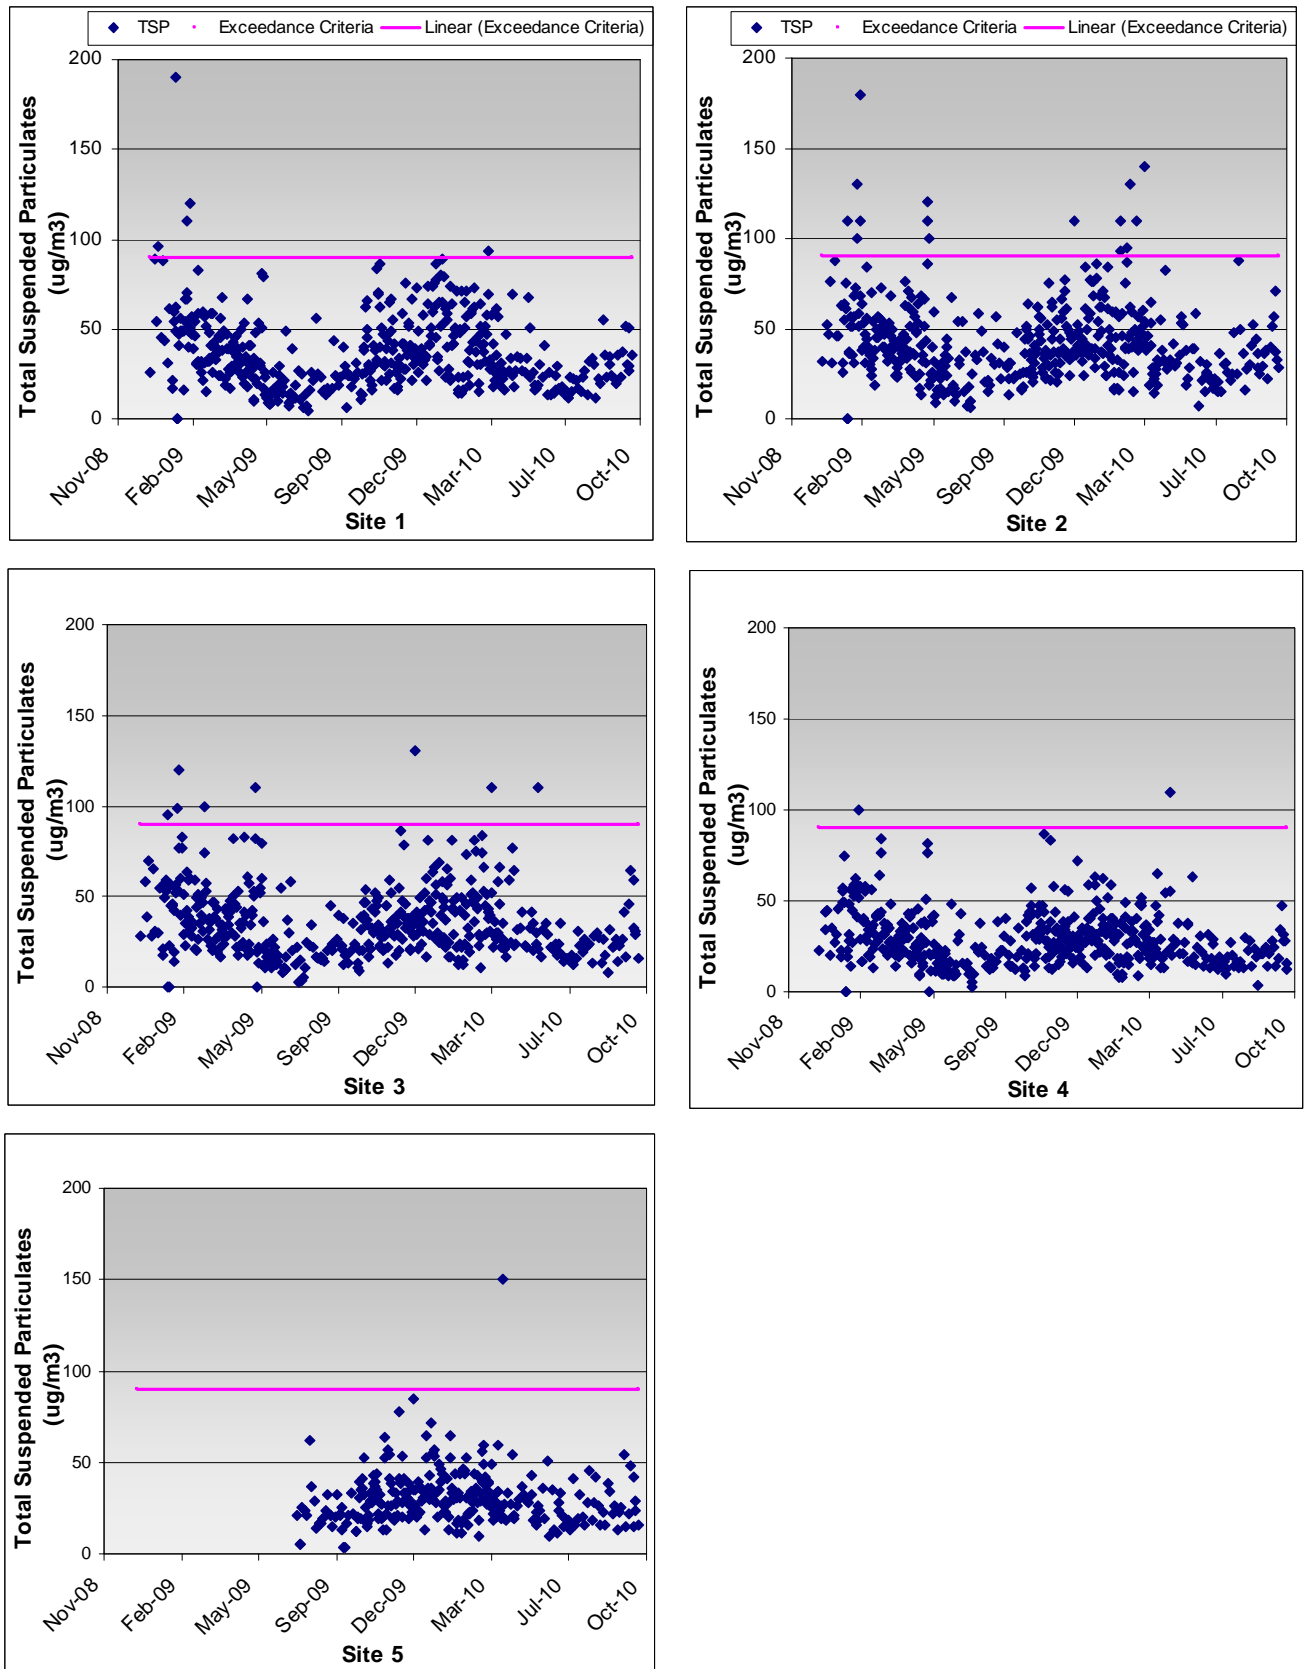 TSP Exceedance Criteria Linear (Exceedance Criteria)
Total Suspended Particulates
(ug/m3)
200
150
100
50
0
Nov-08 Feb-09 May-09 Sep-09 Dec-09 Mar-10 Jul-10 Oct-10
Site 1
TSP Exceedance Criteria Linear (Exceedance Criteria)
Total Suspended Particulates
(ug/m3)
200
150
100
50
0
Nov-08 Feb-09 May-09 Sep-09 Dec-09 Mar-10 Jul-10 Oct-10
Site 2
Total Suspended Particulates
(ug/m3)
200
150
100
50
0
Nov-08 Feb-09 May-09 Sep-09 Dec-09 Mar-10 Jul-10 Oct-10
Site 3
Total Suspended Particulates
(ug/m3)
200
150
100
50
0
Nov-08 Feb-09 May-09 Sep-09 Dec-09 Mar-10 Jul-10 Oct-10
Site 4
Total Suspended Particulates
(ug/m3)
200
150
100
50
0
Nov-08 Feb-09 May-09 Sep-09 Dec-09 Mar-10 Jul-10 Oct-10
Site 5